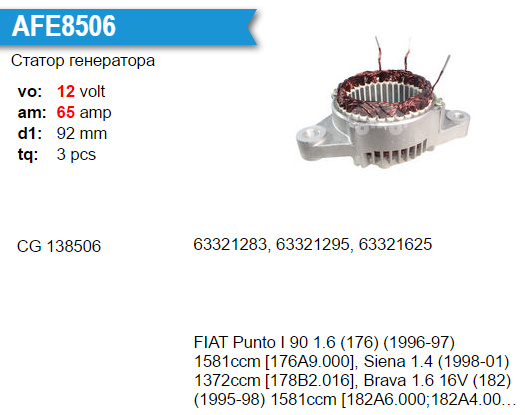 AFE8506
Статор генератора
vo: 12 volt
am: 65 amp
d1: 92 mm
tq: 3 pcs
CG 138506
63321283, 63321295, 63321625
FIAT Punto I 90 1.6 (176) (1996-97)
1581ccm [176A9.000], Siena 1.4 (1998-01)
1372ccm [178B2.016], Brava 1.6 16V (182)
(1995-98) 1581ccm [182A6.000;182A4.00…